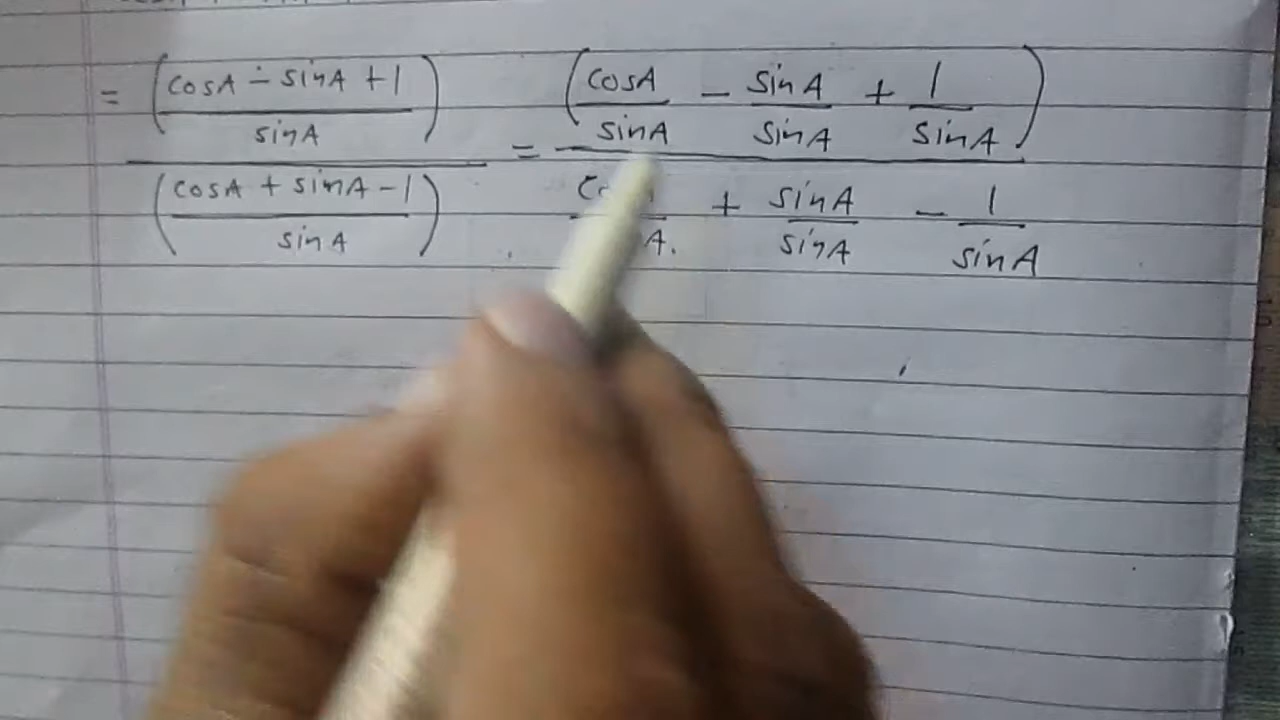 = (cosA - sinA + 1 / sinA) / (cosA + sinA - 1 / sinA) = (cosA/sinA - sinA/sinA + 1/sinA) / + sinA/sinA - 1/sinA